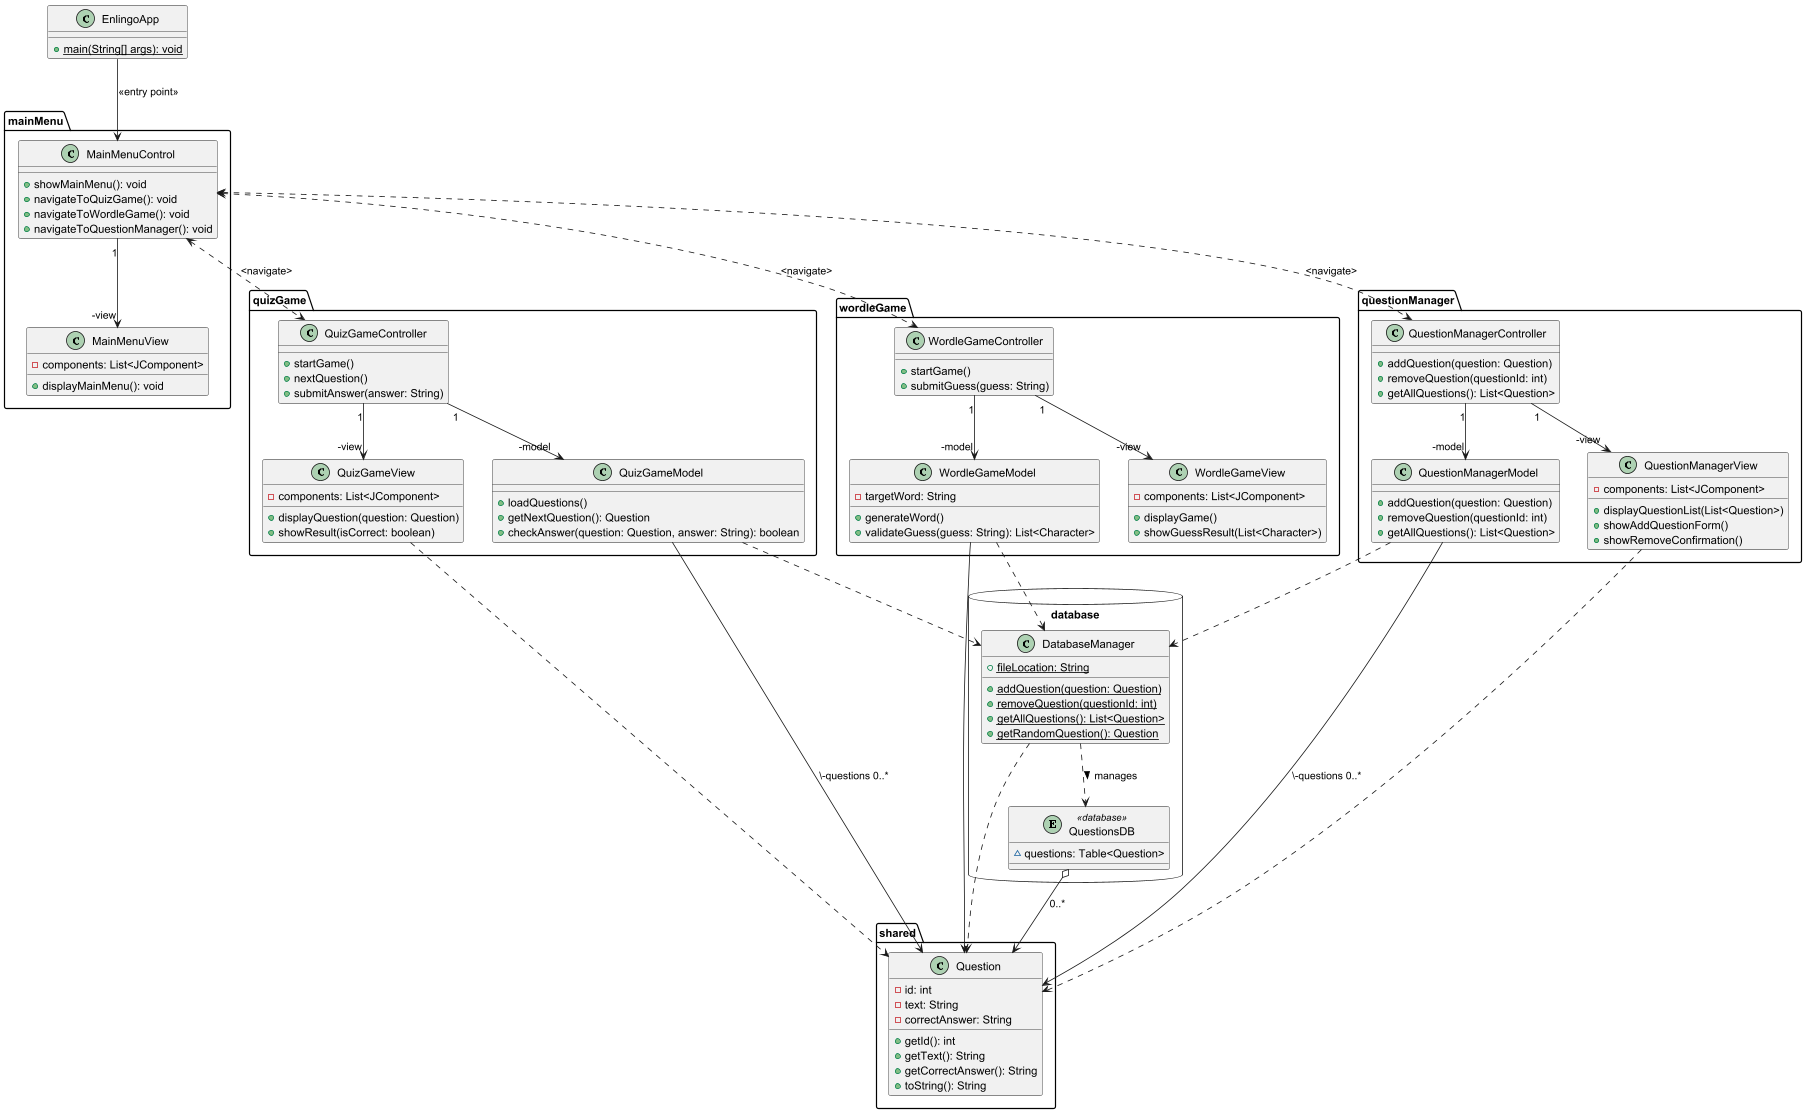 C EnlingoApp
main(String[] args): void
«entry point»
mainMenu
C MainMenuControl
showMainMenu(): void
navigateToQuizGame(): void
navigateToWordleGame(): void
navigateToQuestionManager(): void
1
-view
C MainMenuView
components: List<JComponent>
displayMainMenu(): void
<navigate>
<navigate>
<navigate>
quizGame
C QuizGameController
startGame()
nextQuestion()
submitAnswer(answer: String)
1
1
-view
-model
C QuizGameView
components: List<JComponent>
displayQuestion(question: Question)
showResult(isCorrect: boolean)
C QuizGameModel
loadQuestions()
getNextQuestion(): Question
checkAnswer(question: Question, answer: String): boolean
wordleGame
C WordleGameController
startGame()
submitGuess(guess: String)
1
1
-model
-view
C WordleGameModel
targetWord: String
generateWord()
validateGuess(guess: String): List<Character>
C WordleGameView
components: List<JComponent>
displayGame()
showGuessResult(List<Character>)
questionManager
C QuestionManagerController
addQuestion(question: Question)
removeQuestion(questionId: int)
getAllQuestions(): List<Question>
1
1
-model
-view
C QuestionManagerModel
addQuestion(question: Question)
removeQuestion(questionId: int)
getAllQuestions(): List<Question>
C QuestionManagerView
components: List<JComponent>
displayQuestionList(List<Question>)
showAddQuestionForm()
showRemoveConfirmation()
database
C DatabaseManager
fileLocation: String
addQuestion(question: Question)
removeQuestion(questionId: int)
getAllQuestions(): List<Question>
getRandomQuestion(): Question
\-questions 0..*
manages
\-questions 0..*
E «database»
QuestionsDB
questions: Table<Question>
0..*
shared
C Question
id: int
text: String
correctAnswer: String
getId(): int
getText(): String
getCorrectAnswer(): String
toString(): String